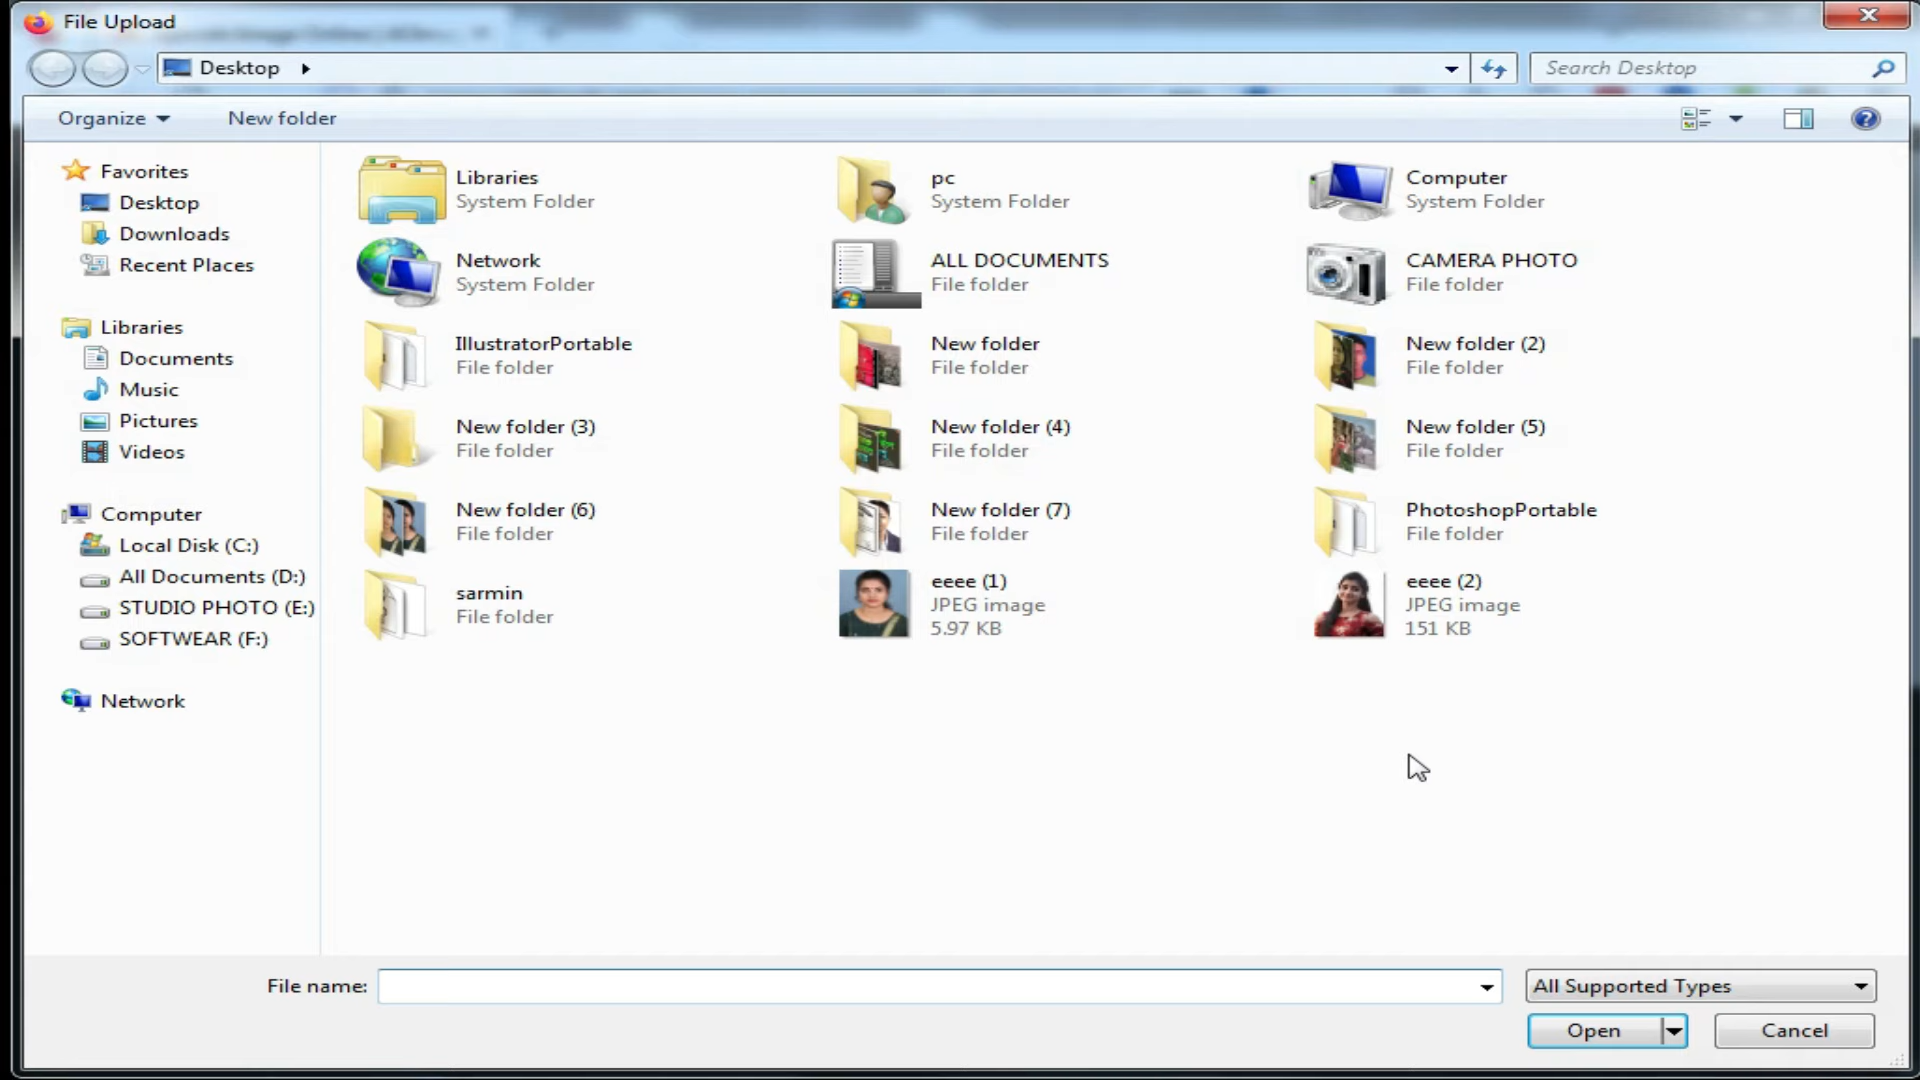 File Upload
Desktop
Search Desktop
Organize
New folder
Favorites
Desktop
Downloads
Recent Places
Libraries
Documents
Music
Pictures
Videos
Computer
Local Disk (C:)
All Documents (D:)
STUDIO PHOTO (E:)
SOFTWEAR (F:)
Network
Libraries
System Folder
pc
System Folder
Computer
System Folder
Network
System Folder
ALL DOCUMENTS
File folder
CAMERA PHOTO
File folder
IllustratorPortable
File folder
New folder
File folder
New folder (2)
File folder
New folder (3)
File folder
New folder (4)
File folder
New folder (5)
File folder
New folder (6)
File folder
New folder (7)
File folder
PhotoshopPortable
File folder
sarmin
File folder
eeee (1)
JPEG image
5.97 KB
eeee (2)
JPEG image
151 KB
File name:
All Supported Types
Open
Cancel